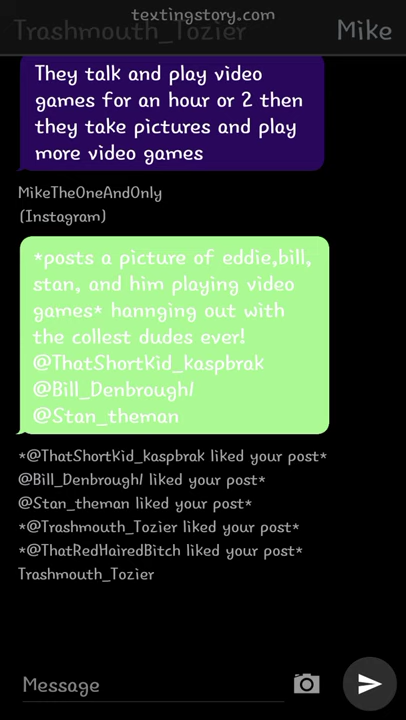 textingstory.com
Trashmouth_Tozier
Mike
They talk and play video
games for an hour or 2 then
they take pictures and play
more video games
MikeTheOneAndOnly
(Instagram)
*posts a picture of eddie,bill,
stan, and him playing video
games* hannging out with
the collest dudes ever!
@ThatShortKid_kaspbrak
@Bill_Denbrough/
@Stan_theman
*@ThatShortKid_kaspbrak liked your post*
@Bill_Denbrough/ liked your post*
@Stan_theman liked your post*
*@Trashmouth_Tozier liked your post*
*@ThatRedHairedBitch liked your post*
Trashmouth_Tozier
Message